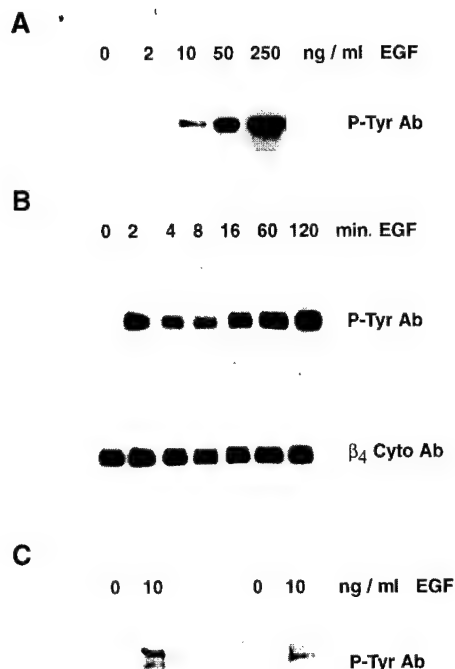 A
0 2 10 50 250 ng / ml EGF
P-Tyr Ab
B
0 2 4 8 16 60 120 min. EGF
P-Tyr Ab
β4 Cyto Ab
C
0 10 0 10 ng / ml EGF
P-Tyr Ab